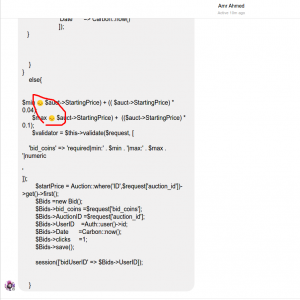 Amr Ahmed
Active 18m ago
'Date' => Carbon::now()
]);
}
}
}
else{
$min 😕 $auct->StartingPrice) + (( $auct->StartingPrice) *
0.04);
$max 😕 $auct->StartingPrice) + (($auct->StartingPrice) *
0.1);
$validator = $this->validate($request, [
'bid_coins' => 'required|min:' . $min . '|max:' . $max .
'|numeric
'
]);
$startPrice = Auction::where('ID',$request['auction_id'])-
>get()->first();
$Bids =new Bid();
$Bids->bid_coins =$request['bid_coins'];
$Bids->AuctionID =$request['auction_id'];
$Bids->UserID =Auth::user()->id;
$Bids->Date =Carbon::now();
$Bids->clicks =1;
$Bids->save();
session(['bidUserID' => $Bids->UserID]);
}